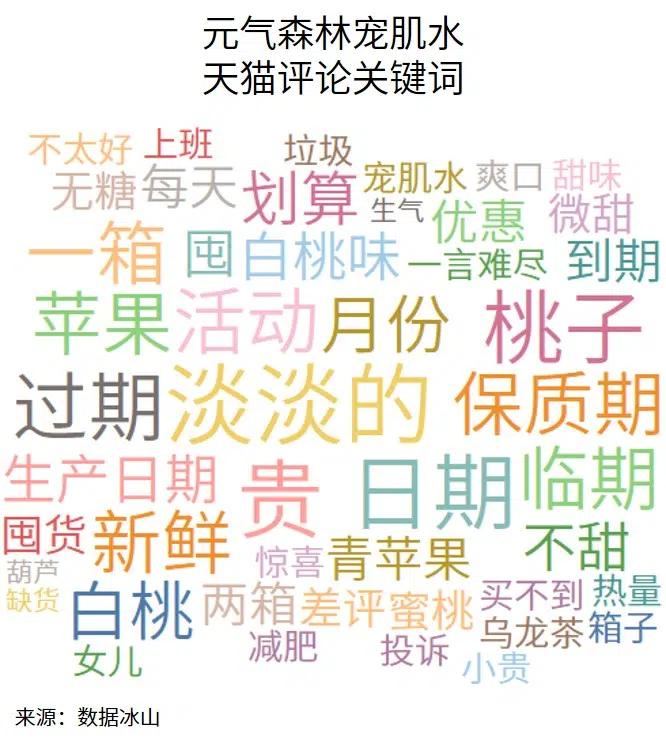 元气森林宠肌水
天猫评论关键词
不太好 上班 垃圾
无糖 每天 划算 宠肌水 爽口 甜味
生气 优惠 微甜
一箱 囤 白桃味 一言难尽 到期
苹果 活动 月份 桃子
过期 淡淡的 保质期
生产日期 贵 日期 临期
囤货 新鲜 惊喜 青苹果 不甜
葫芦
缺货 白桃 两箱 差评 蜜桃 买不到 热量
女儿 减肥 投诉 乌龙茶 箱子
小贵
来源：数据冰山